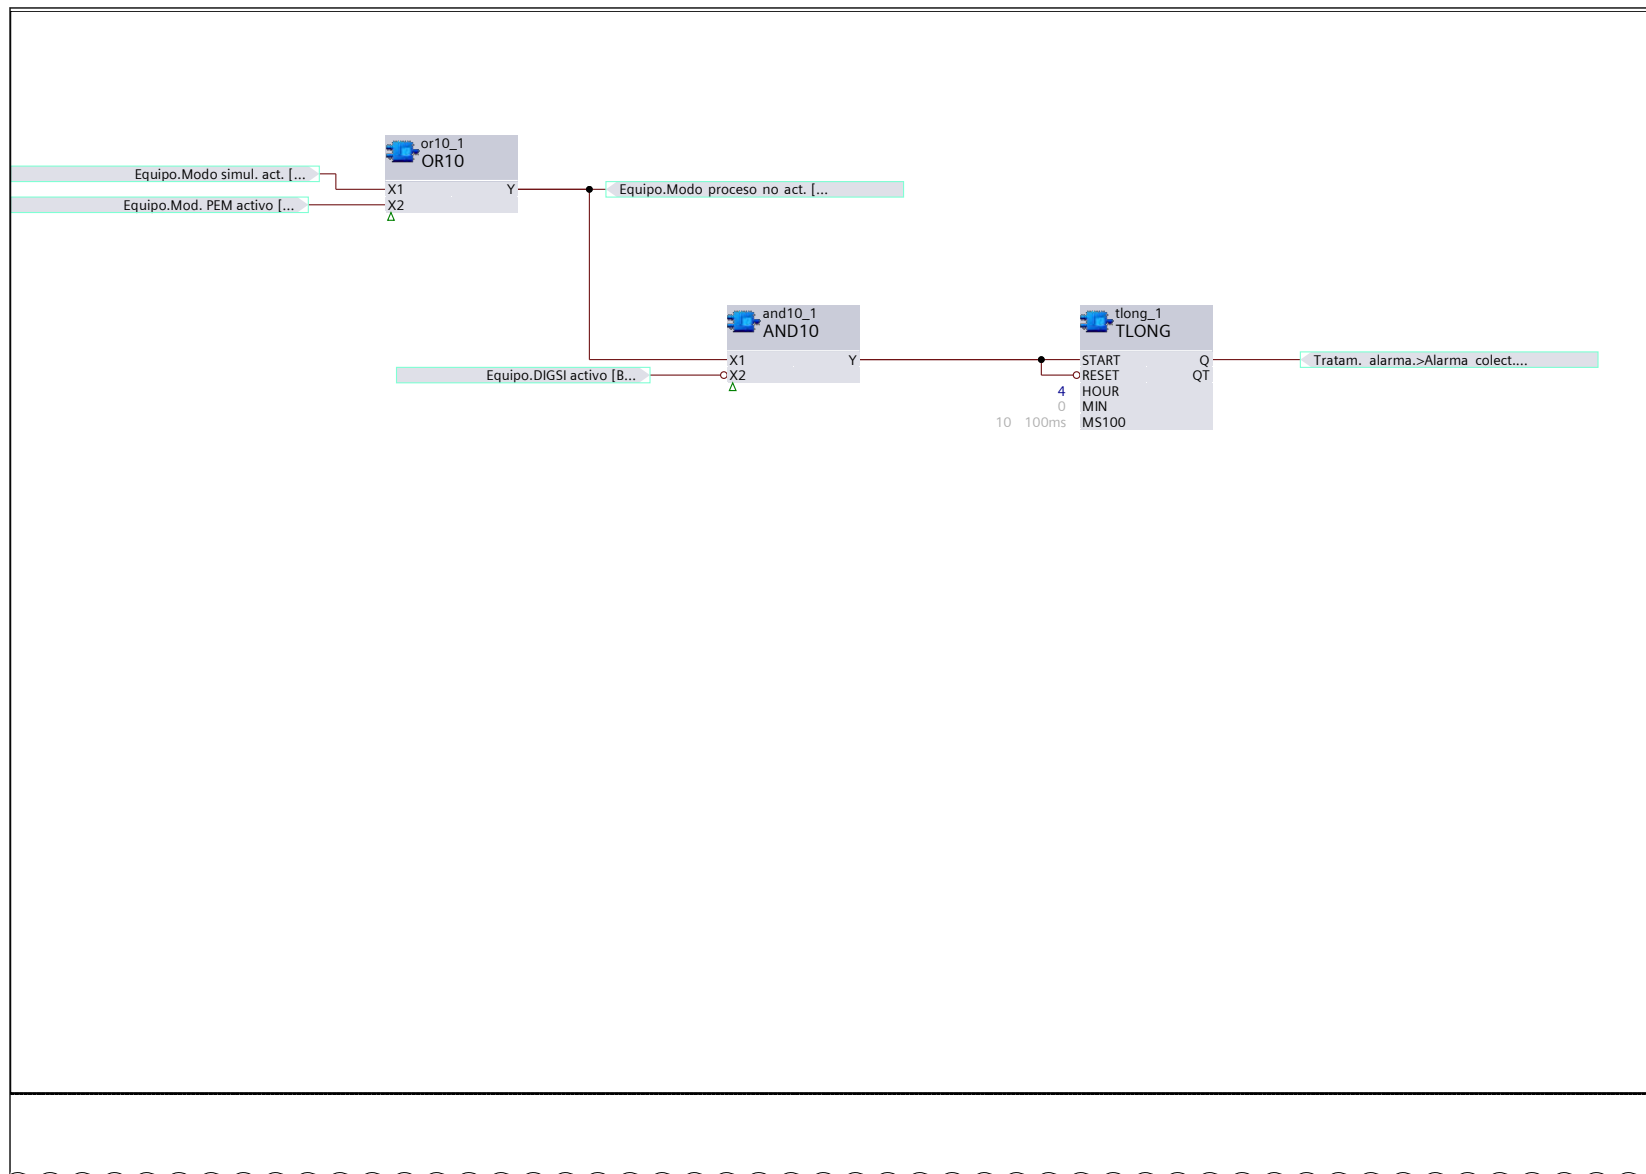 or10_1
OR10
Equipo.Modo simul. act. [...
X1
Y
Equipo.Modo proceso no act. [...
Equipo.Mod. PEM activo [...
X2
and10_1
AND10
tlong_1
TLONG
X1
Y
START
Q
Tratam. alarma.>Alarma colect....
Equipo.DIGSI activo [B...
X2
RESET
QT
4
HOUR
0
MIN
10 100ms
MS100